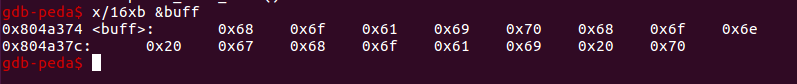 gdb-peda$ x/16xb &buff
0x804a374 <buff>: 0x68 0x6f 0x61 0x69 0x70 0x68 0x6f 0x6e
0x804a37c: 0x20 0x67 0x68 0x6f 0x61 0x69 0x20 0x70
gdb-peda$